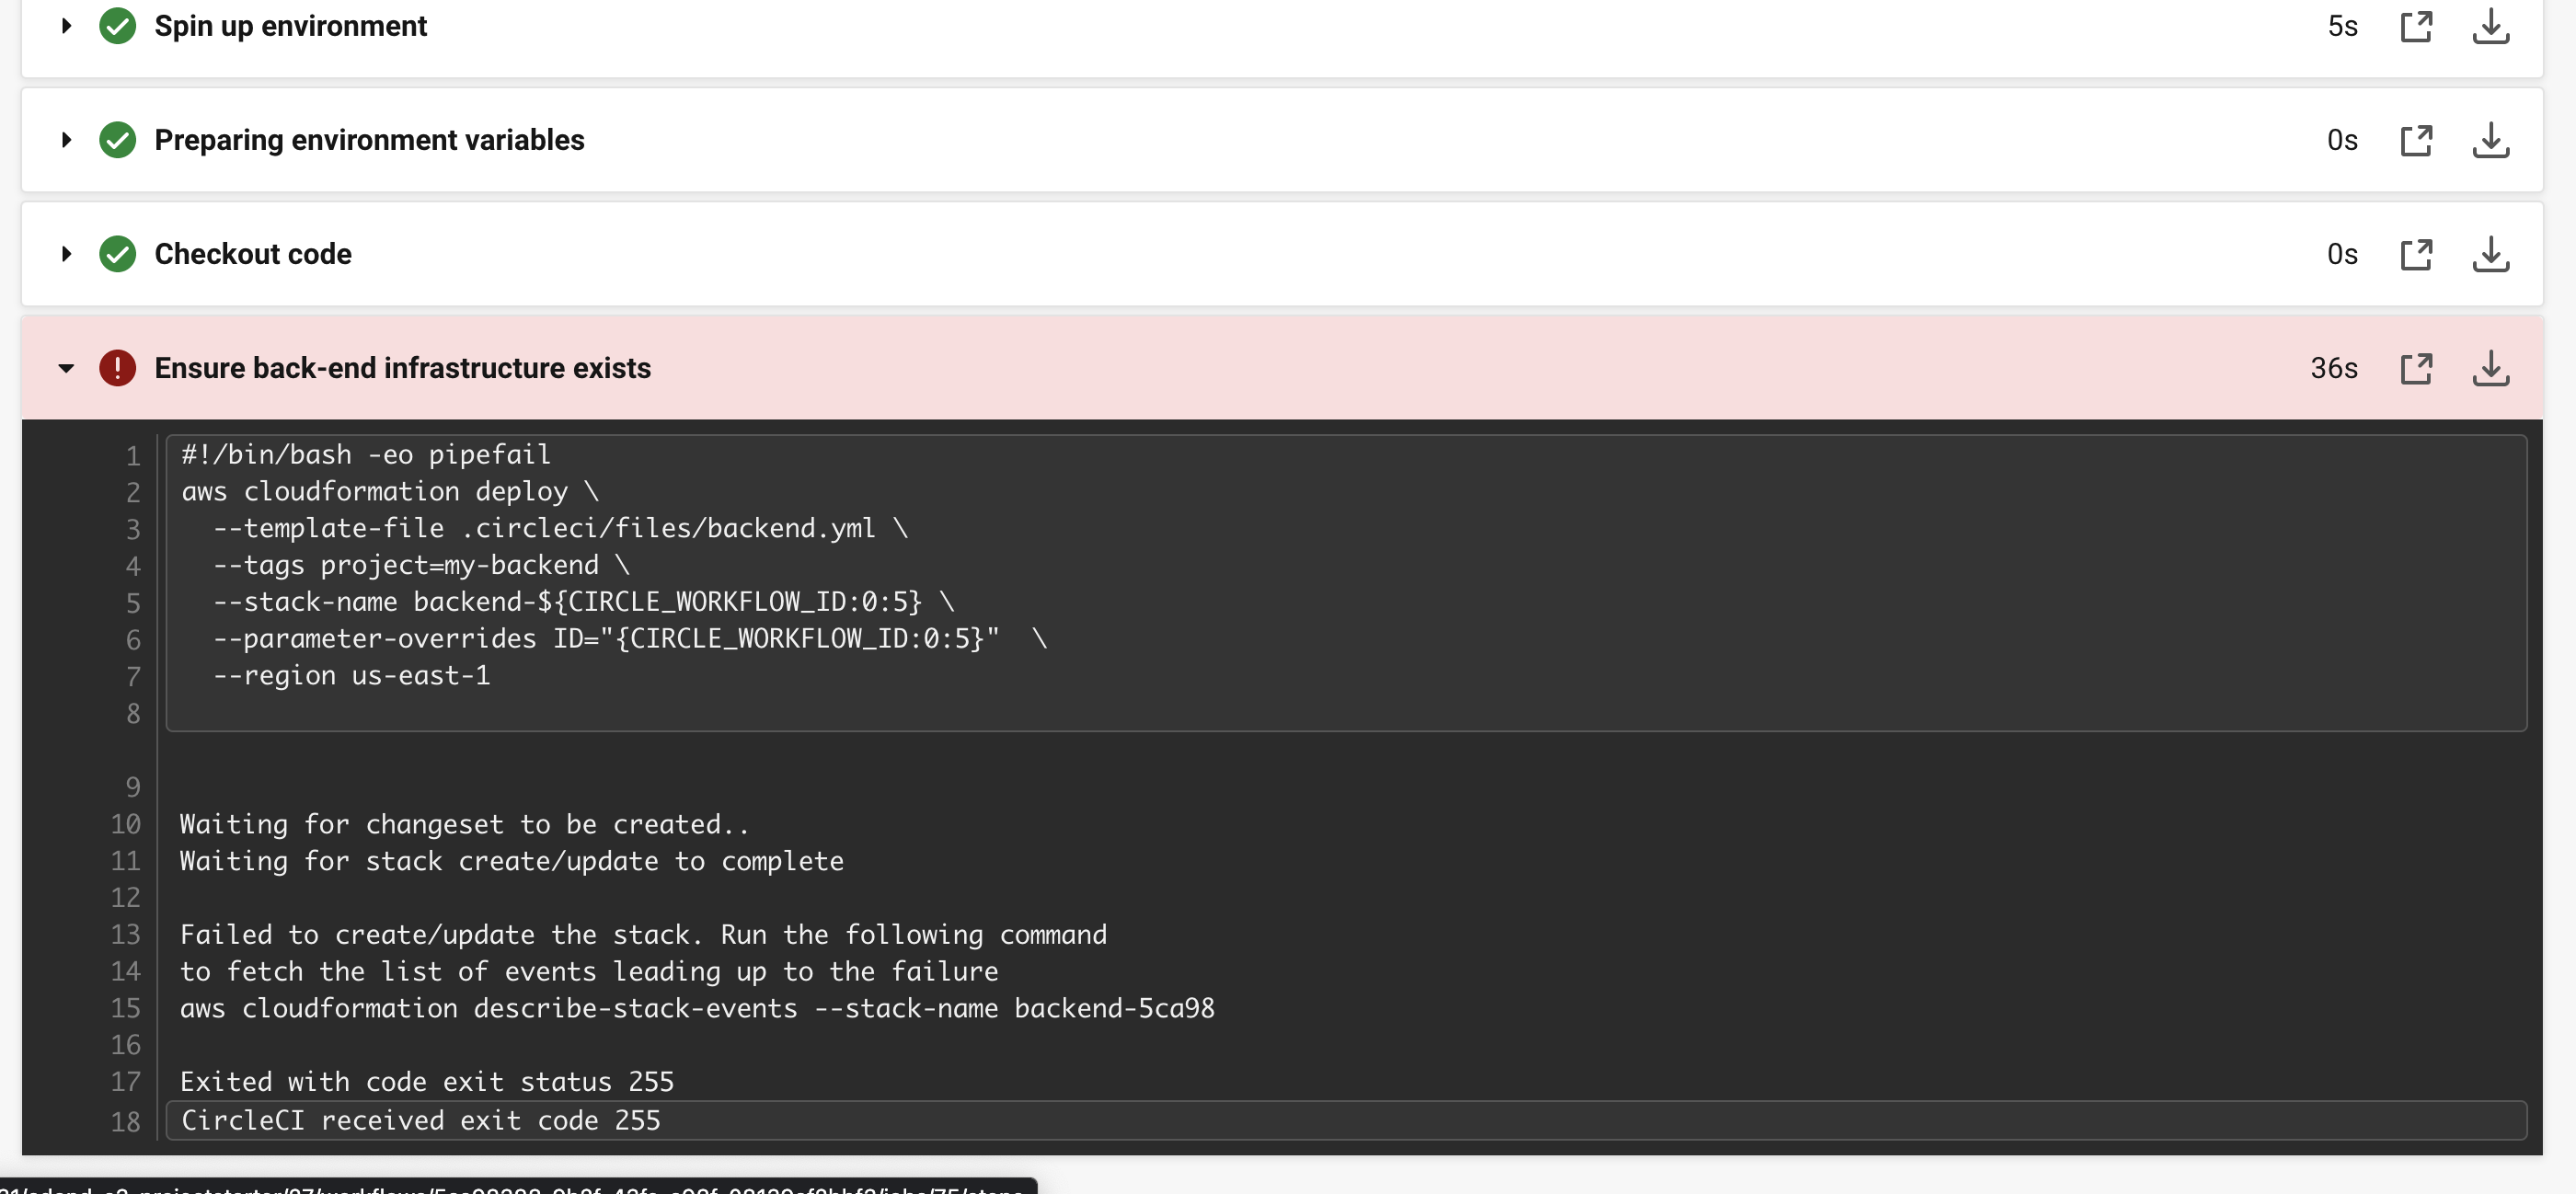 Spin up environment 5s
Preparing environment variables 0s
Checkout code 0s
Ensure back-end infrastructure exists 36s
1 #!/bin/bash -eo pipefail
2 aws cloudformation deploy \
3 --template-file .circleci/files/backend.yml \
4 --tags project=my-backend \
5 --stack-name backend-${CIRCLE_WORKFLOW_ID:0:5} \
6 --parameter-overrides ID="{CIRCLE_WORKFLOW_ID:0:5}"  \
7 --region us-east-1
8
9
10 Waiting for changeset to be created..
11 Waiting for stack create/update to complete
12
13 Failed to create/update the stack. Run the following command
14 to fetch the list of events leading up to the failure
15 aws cloudformation describe-stack-events --stack-name backend-5ca98
16
17 Exited with code exit status 255
18 CircleCI received exit code 255